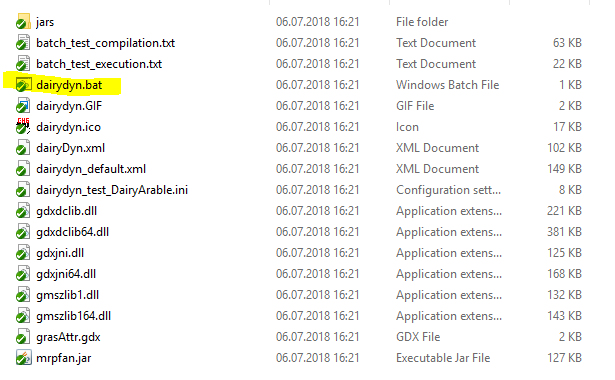 jars 06.07.2018 16:21 File folder
batch_test_compilation.txt 06.07.2018 16:21 Text Document 63 KB
batch_test_execution.txt 06.07.2018 16:21 Text Document 22 KB
dairydyn.bat 06.07.2018 16:21 Windows Batch File 1 KB
dairydyn.GIF 06.07.2018 16:21 GIF File 2 KB
dairydyn.ico 06.07.2018 16:21 Icon 17 KB
dairyDyn.xml 06.07.2018 16:21 XML Document 102 KB
dairydyn_default.xml 06.07.2018 16:21 XML Document 149 KB
dairydyn_test_DairyArable.ini 06.07.2018 16:21 Configuration sett... 8 KB
gdxdclib.dll 06.07.2018 16:21 Application extens... 221 KB
gdxdclib64.dll 06.07.2018 16:21 Application extens... 381 KB
gdxjni.dll 06.07.2018 16:21 Application extens... 125 KB
gdxjni64.dll 06.07.2018 16:21 Application extens... 168 KB
gmszlib1.dll 06.07.2018 16:21 Application extens... 132 KB
gmszlib164.dll 06.07.2018 16:21 Application extens... 143 KB
grasAttr.gdx 06.07.2018 16:21 GDX File 2 KB
mrpfan.jar 06.07.2018 16:21 Executable Jar File 127 KB